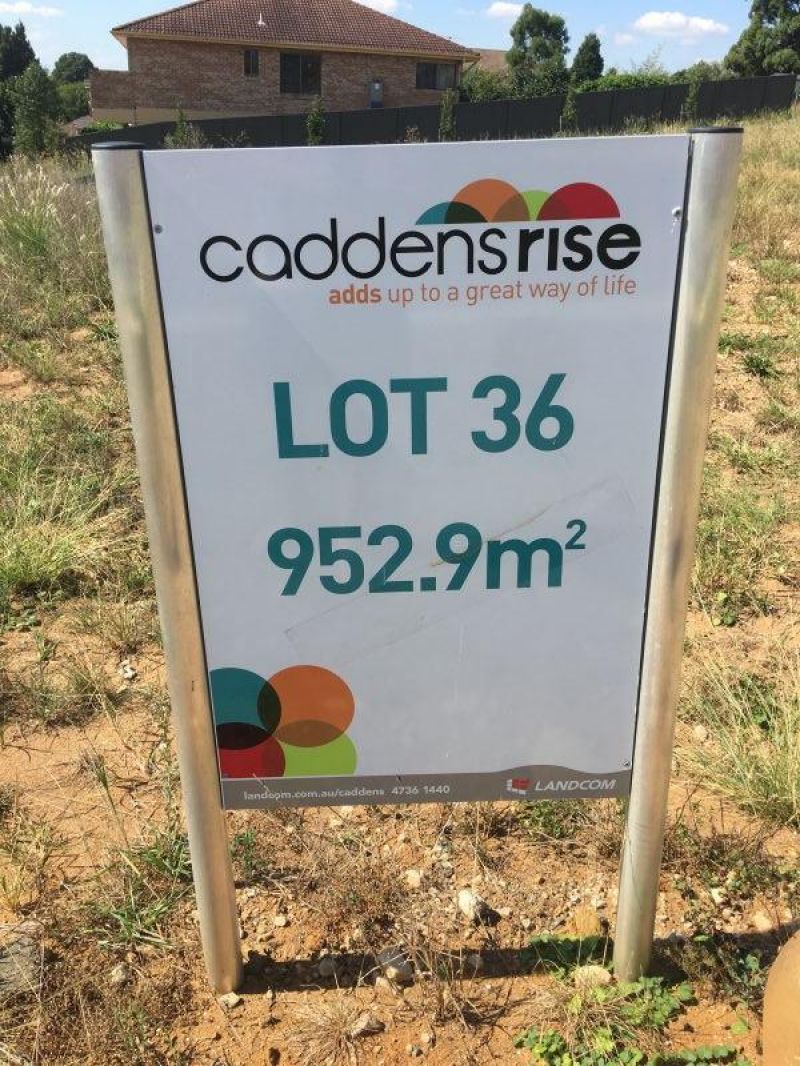 caddensrise
adds up to a great way of life
LOT 36
952.9m²
landcom.com.au/caddens 4736 1440
LANDCOM